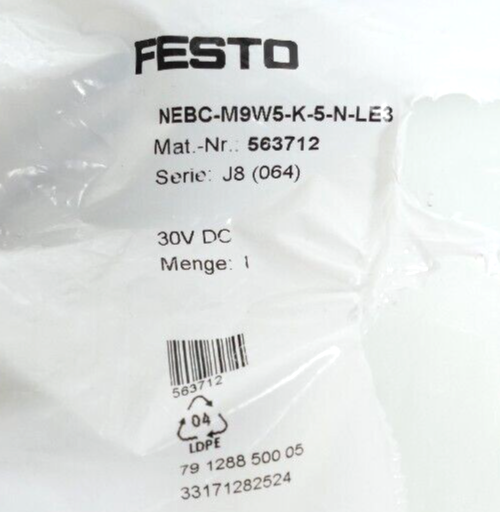 FESTO
NEBC-M9W5-K-5-N-LE3
Mat.-Nr.: 563712
Serie: J8 (064)
30V DC
Menge: 1
563712
04
LDPE
79 1288 500 05
33171282524